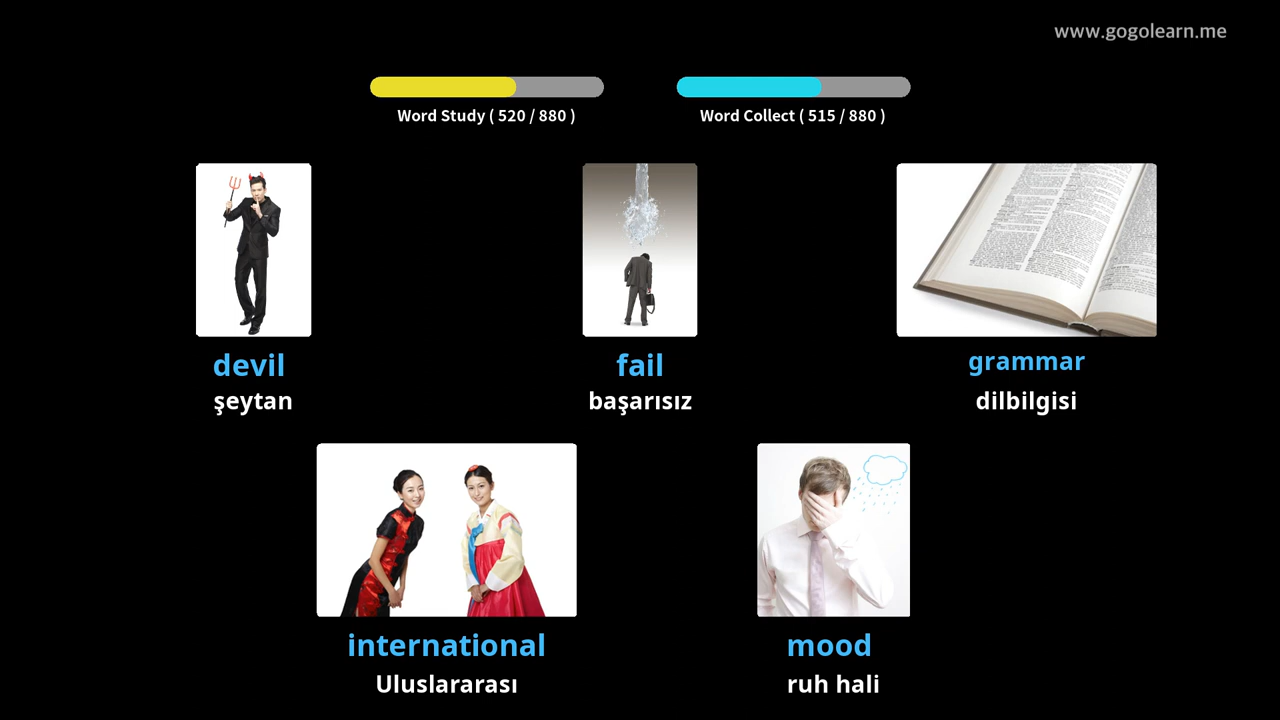 www.gogolearn.me
Word Study ( 520 / 880 )
Word Collect ( 515 / 880 )
devil
fail
grammar
şeytan
başarısız
dilbilgisi
international
mood
Uluslararası
ruh hali